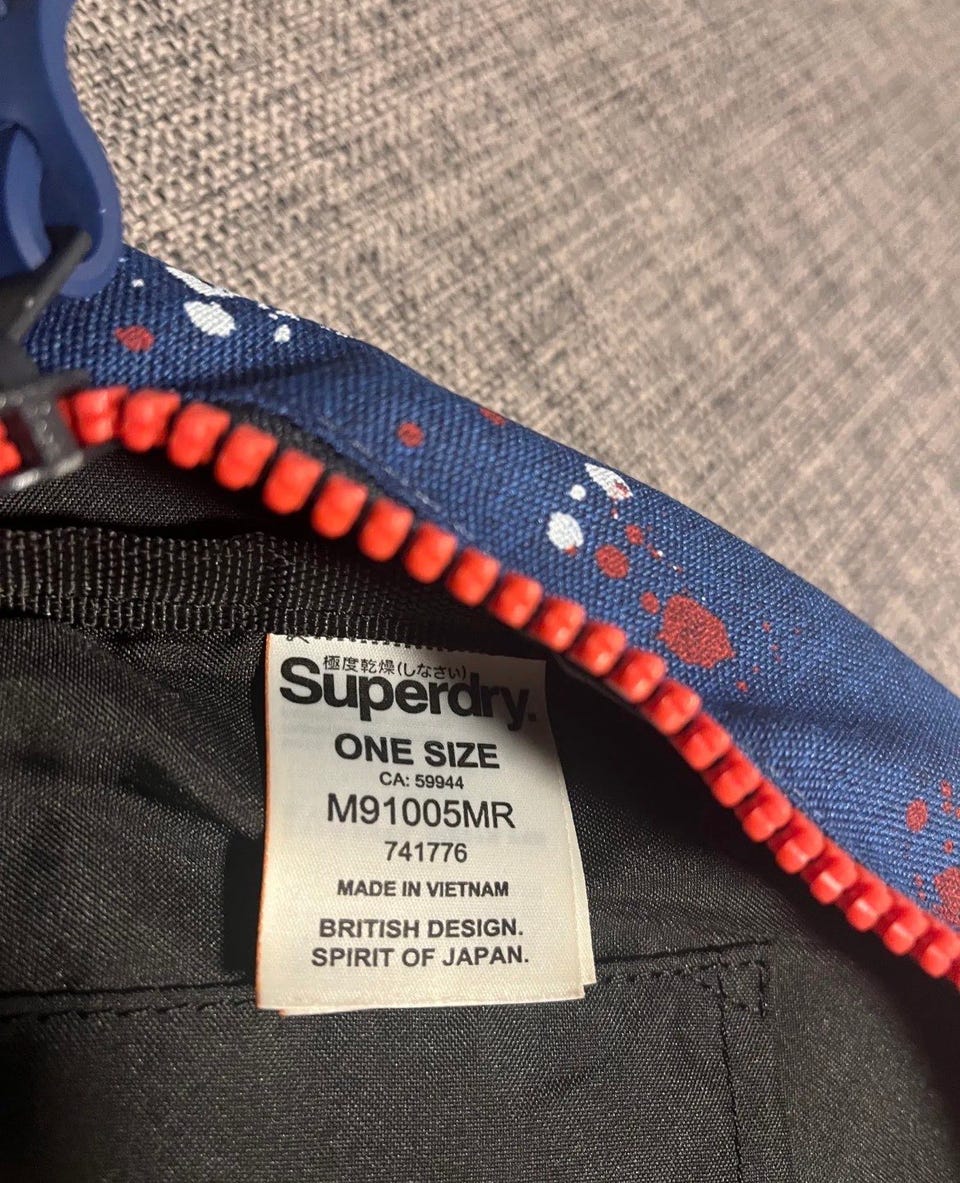 極度乾燥(しなさい)
Superdry.
ONE SIZE
CA: 59944
M91005MR
741776
MADE IN VIETNAM
BRITISH DESIGN.
SPIRIT OF JAPAN.